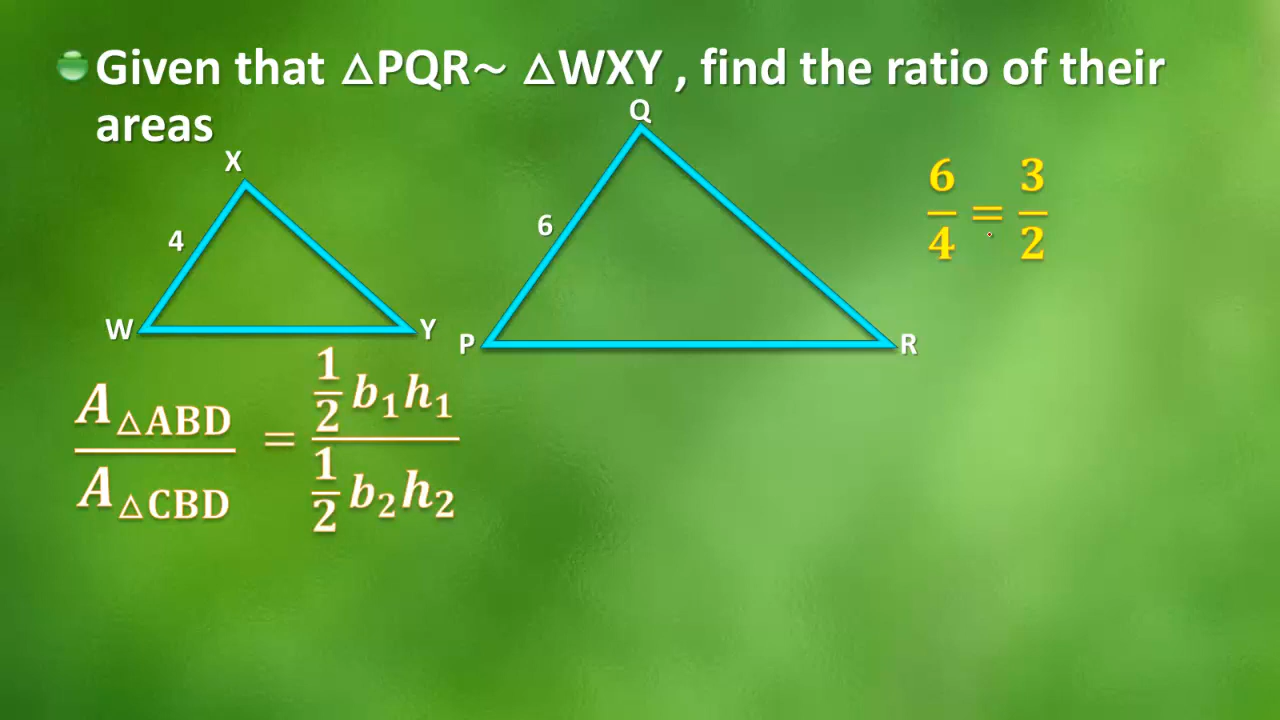 Given that △PQR~ △WXY , find the ratio of their
areas
X
4
W
Y
Q
6
P
R
6/4 = 3/2
A△ABD / A△CBD = 1/2 b₁h₁ / 1/2 b₂h₂